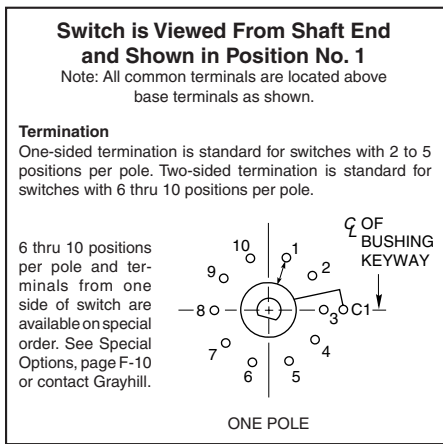 Switch is Viewed From Shaft End
and Shown in Position No. 1
Note: All common terminals are located above
base terminals as shown.
Termination
One-sided termination is standard for switches with 2 to 5
positions per pole. Two-sided termination is standard for
switches with 6 thru 10 positions per pole.
6 thru 10 positions
per pole and ter-
minals from one
side of switch are
available on special
order. See Special
Options, page F-10
or contact Grayhill.
℄ OF
BUSHING
KEYWAY
10
1
9
2
8
3
C1
7
4
6
5
ONE POLE